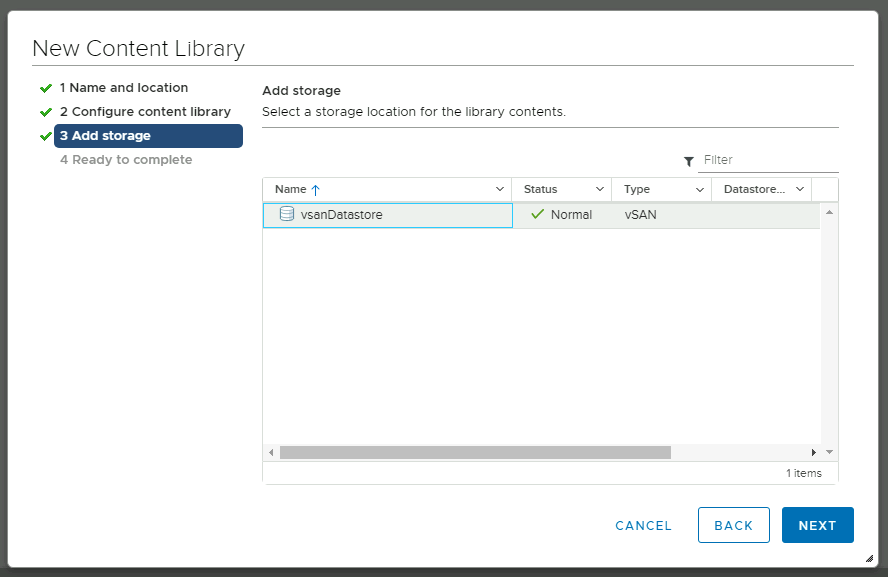 New Content Library
1 Name and location
2 Configure content library
3 Add storage
4 Ready to complete
Add storage
Select a storage location for the library contents.
Filter
Name Status Type Datastore...
vsanDatastore Normal vSAN
1 items
CANCEL BACK NEXT